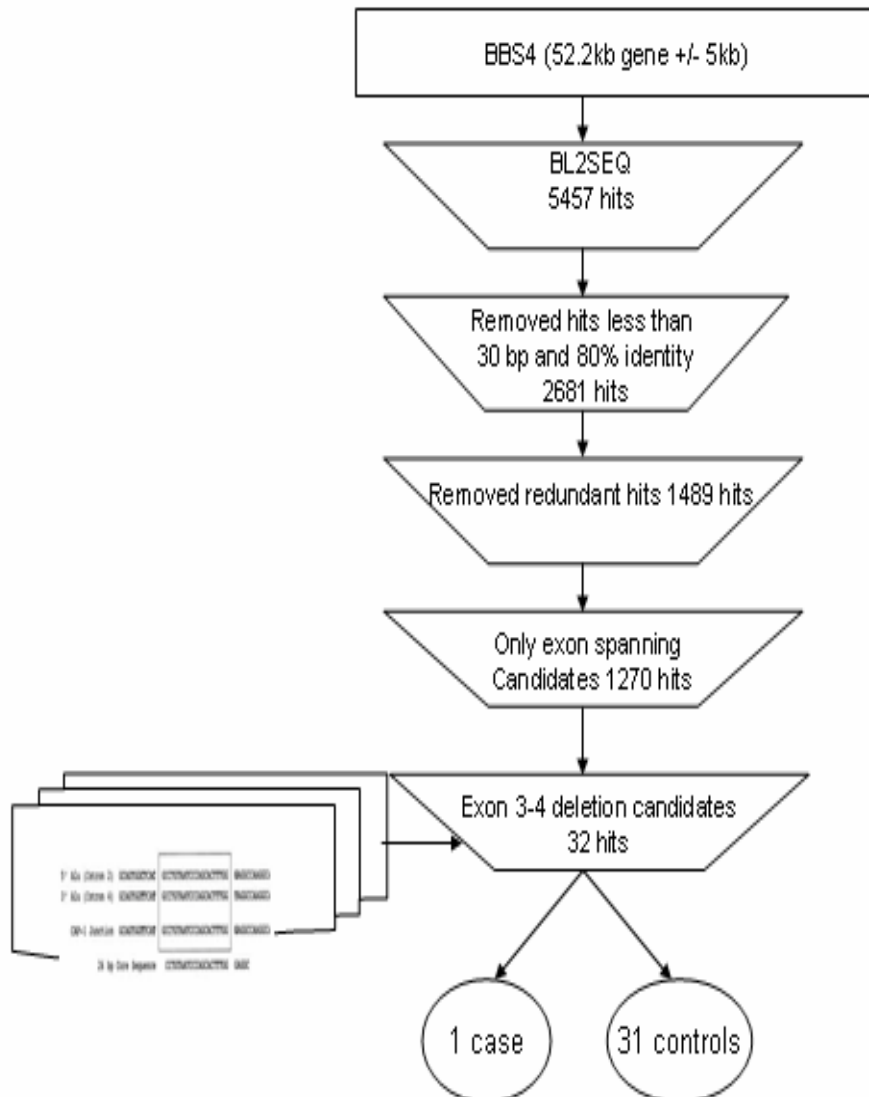 BBS4 (52.2kb gene +/- 5kb)
BL2SEQ
5457 hits
Removed hits less than
30 bp and 80% identity
2681 hits
Removed redundant hits 1489 hits
Only exon spanning
Candidates 1270 hits
Exon 3-4 deletion candidates
32 hits
Core Sequence
1 case
31 controls